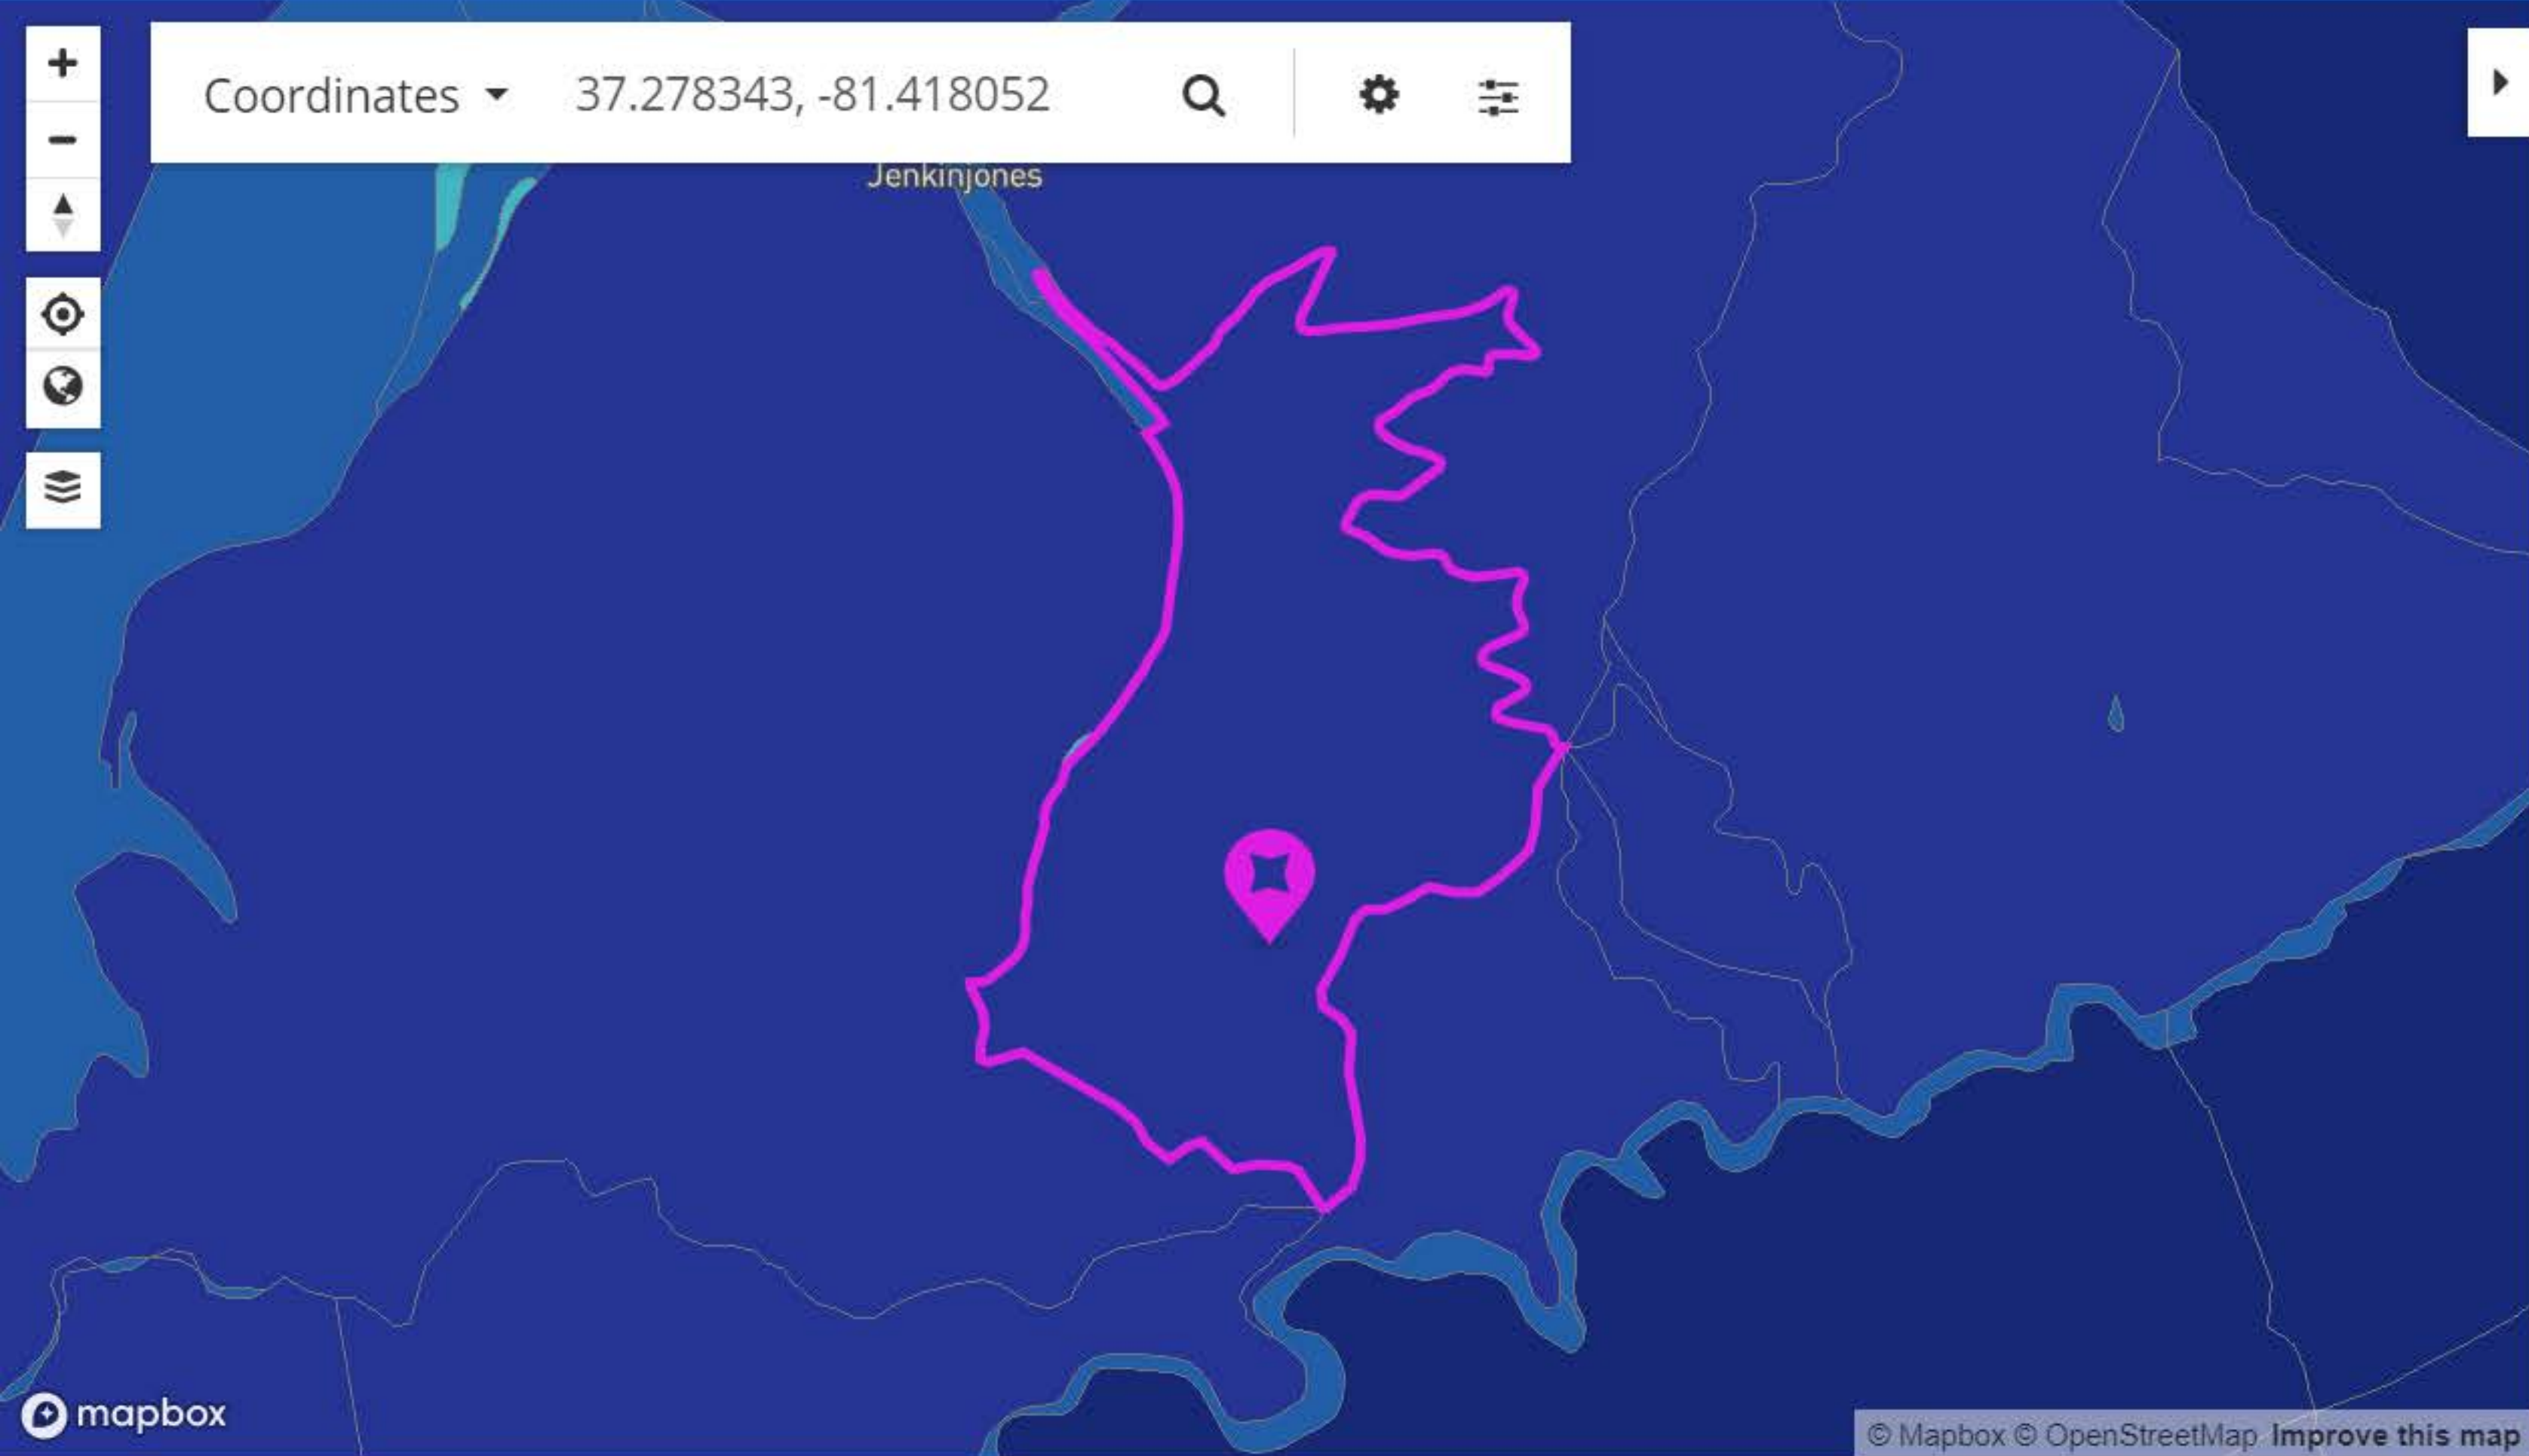 Coordinates 37.278343, -81.418052
Jenkinjones
mapbox
© Mapbox © OpenStreetMap Improve this map